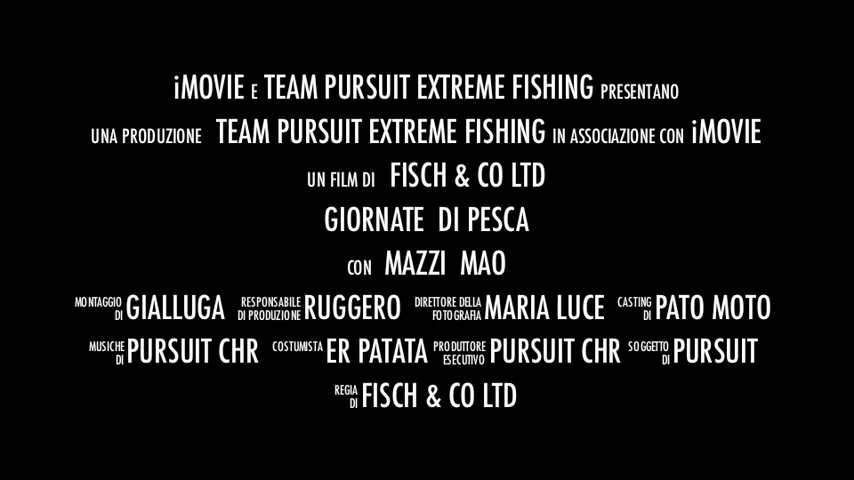 iMOVIE E TEAM PURSUIT EXTREME FISHING PRESENTANO
UNA PRODUZIONE TEAM PURSUIT EXTREME FISHING IN ASSOCIAZIONE CON iMOVIE
UN FILM DI FISCH & CO LTD
GIORNATE DI PESCA
CON MAZZI MAO
MONTAGGIO DI GIALLUGA RESPONSABILE DI PRODUZIONE RUGGERO DIRETTORE DELLA FOTOGRAFIA MARIA LUCE CASTING DI PATO MOTO
MUSICHE DI PURSUIT CHR COSTUMISTA ER PATATA PRODUTTORE ESECUTIVO PURSUIT CHR SOGGETTO DI PURSUIT
REGIA DI FISCH & CO LTD